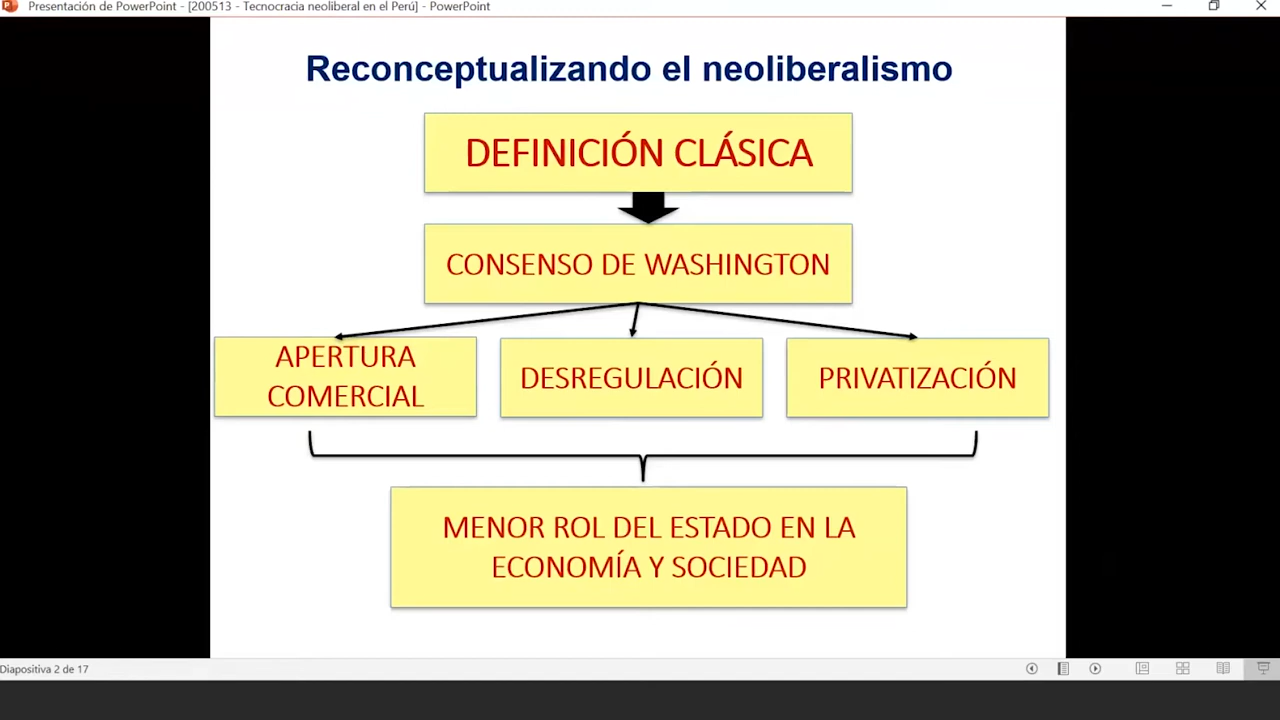 Presentación de PowerPoint - [200513 - Tecnocracia neoliberal en el Perú] - PowerPoint
Reconceptualizando el neoliberalismo
DEFINICIÓN CLÁSICA
CONSENSO DE WASHINGTON
APERTURA
COMERCIAL
DESREGULACIÓN
PRIVATIZACIÓN
MENOR ROL DEL ESTADO EN LA
ECONOMÍA Y SOCIEDAD
Diapositiva 2 de 17